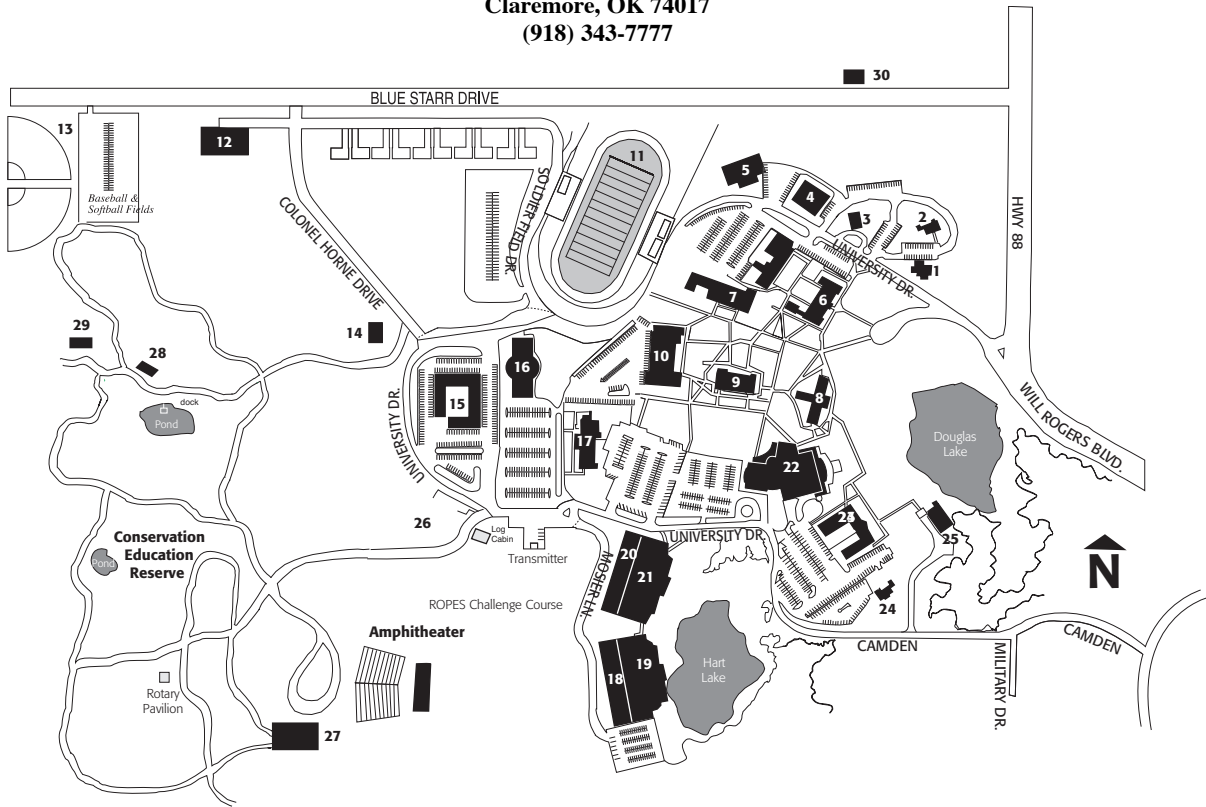 Claremore, OK 74017
(918) 343-7777
30
BLUE STARR DRIVE
13
12
11
5
4
3
2
1
Baseball &
Softball Fields
SOLDIER FIELD DR.
COLONEL HORNE DRIVE
HWY 88
UNIVERSITY DR.
7
6
29
28
14
16
10
9
8
15
dock
Pond
UNIVERSITY DR.
17
22
Douglas
Lake
WILL ROGERS BLVD.
26
23
25
Log
Cabin
Transmitter
UNIVERSITY DR.
Conservation
Education
Reserve
Pond
MOSIER LN.
20
21
N
24
ROPES Challenge Course
Amphitheater
CAMDEN
CAMDEN
MILITARY DR.
Hart
Lake
19
18
Rotary
Pavilion
27